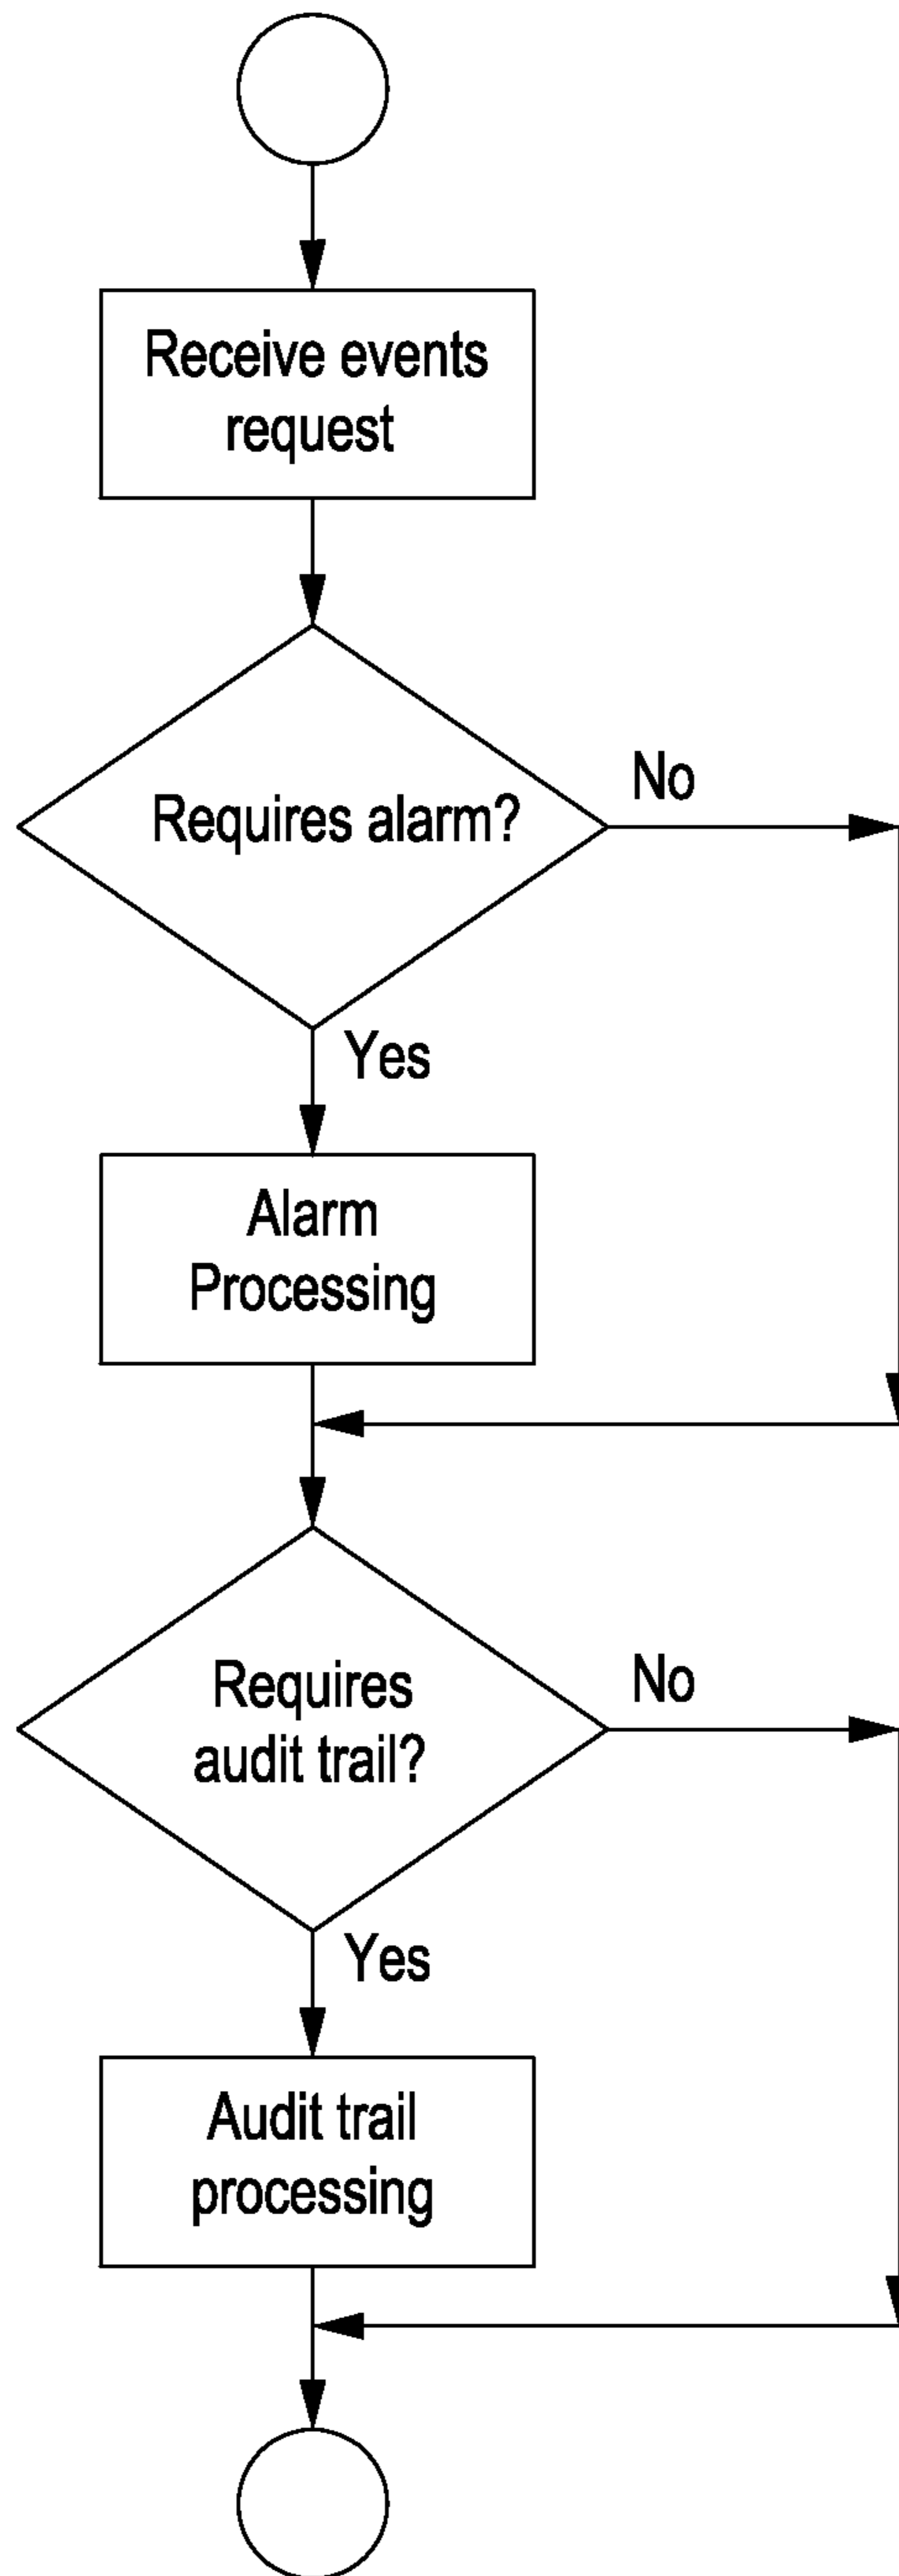 Receive events
request
Requires alarm?
No
Yes
Alarm
Processing
Requires
audit trail?
No
Yes
Audit trail
processing